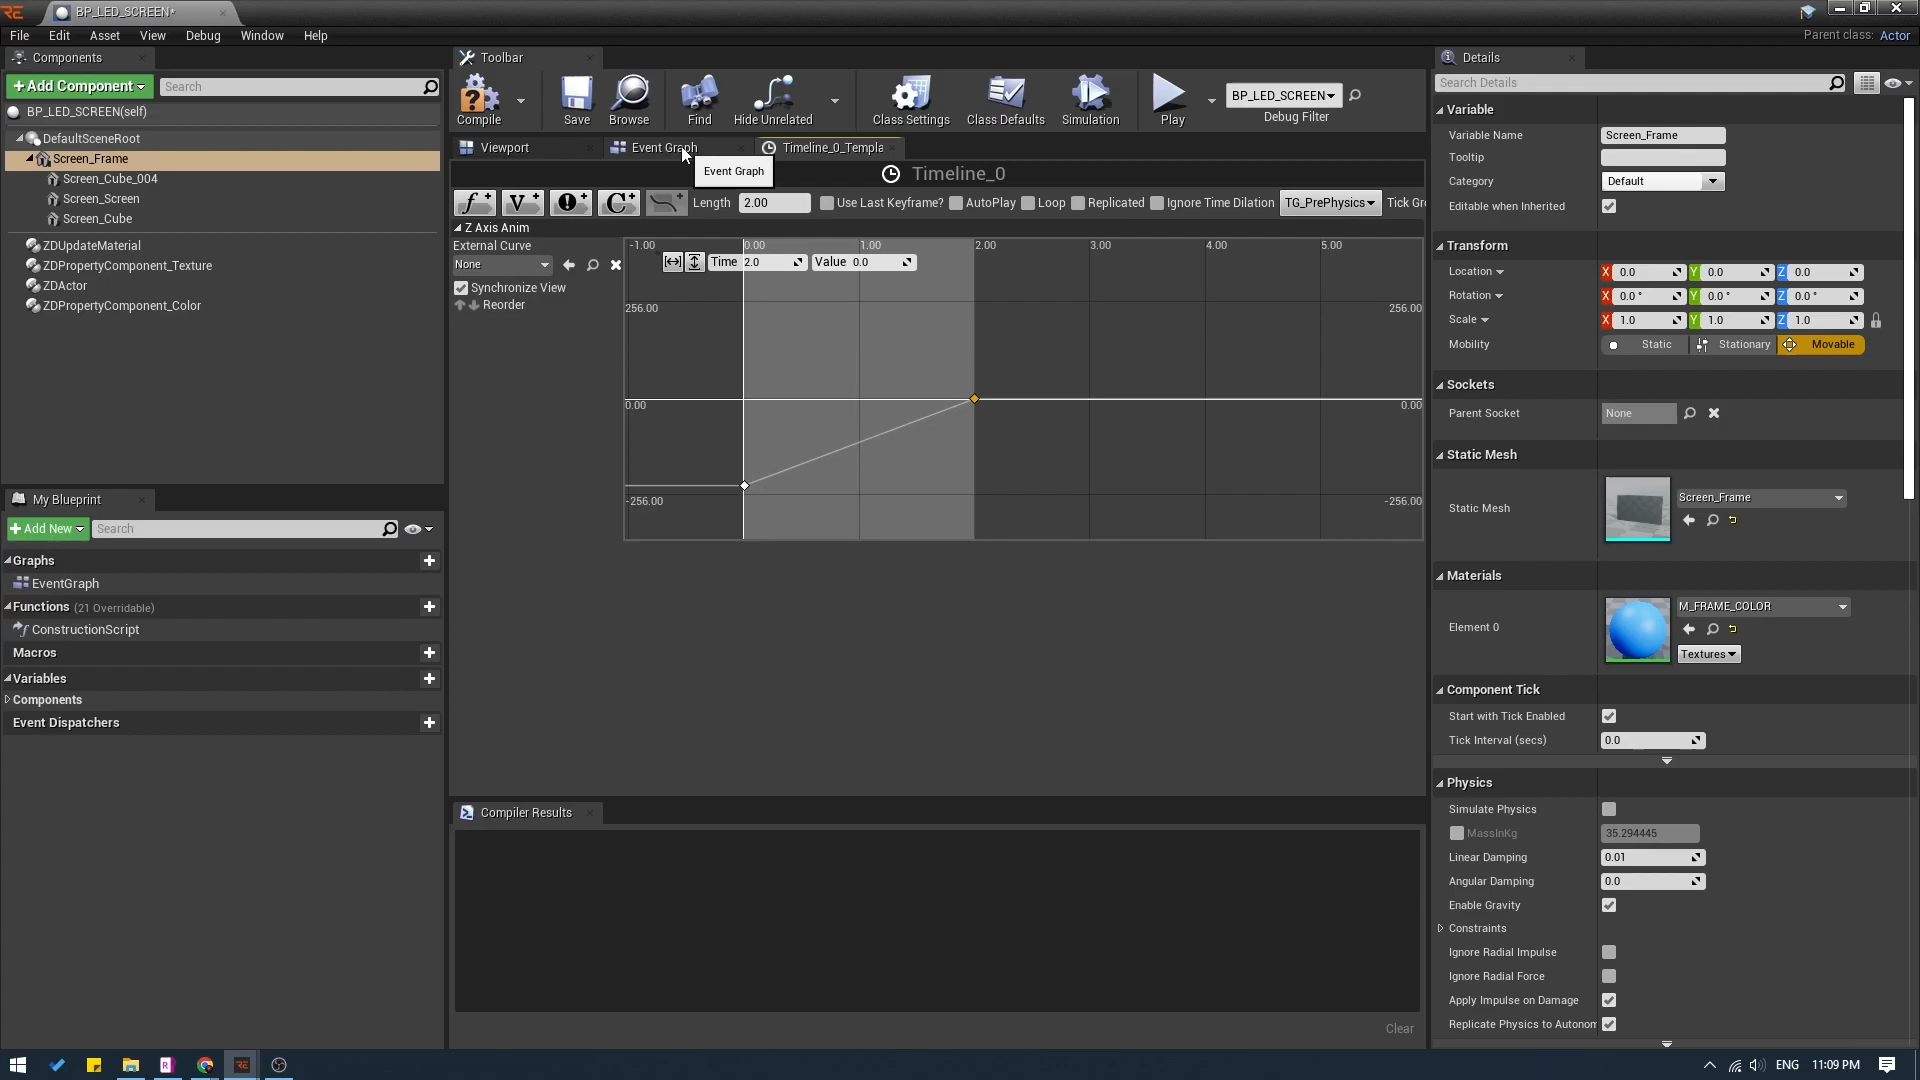 BP_LED_SCREEN*
File Edit Asset View Debug Window Help
Parent class: Actor
Components
+ Add Component
Search
BP_LED_SCREEN(self)
DefaultSceneRoot
Screen_Frame
Screen_Cube_004
Screen_Screen
Screen_Cube
ZDUpdateMaterial
ZDPropertyComponent_Texture
ZDActor
ZDPropertyComponent_Color
My Blueprint
+ Add New
Search
Graphs
EventGraph
Functions (21 Overridable)
ConstructionScript
Macros
Variables
Components
Event Dispatchers
Toolbar
Compile
Save
Browse
Find
Hide Unrelated
Class Settings
Class Defaults
Simulation
Play
BP_LED_SCREEN
Debug Filter
Viewport
Event Graph
Timeline_0_Templa
Event Graph
Timeline_0
Length 2.00 Use Last Keyframe? AutoPlay Loop Replicated Ignore Time Dilation TG_PrePhysics Tick Gr
Z Axis Anim
External Curve
None
Synchronize View
Reorder
-1.00 0.00 1.00 2.00 3.00 4.00 5.00
Time 2.0 Value 0.0
256.00 256.00
0.00 0.00
-256.00 -256.00
Compiler Results
Clear
Details
Search Details
Variable
Variable Name Screen_Frame
Tooltip
Category Default
Editable when Inherited
Transform
Location X 0.0 Y 0.0 Z 0.0
Rotation X 0.0 ° Y 0.0 ° Z 0.0 °
Scale X 1.0 Y 1.0 Z 1.0
Mobility Static Stationary Movable
Sockets
Parent Socket None
Static Mesh
Static Mesh Screen_Frame
Materials
Element 0 M_FRAME_COLOR
Textures
Component Tick
Start with Tick Enabled
Tick Interval (secs) 0.0
Physics
Simulate Physics
MassInKg 35.294445
Linear Damping 0.01
Angular Damping 0.0
Enable Gravity
Constraints
Ignore Radial Impulse
Ignore Radial Force
Apply Impulse on Damage
Replicate Physics to Autonom
ENG 11:09 PM